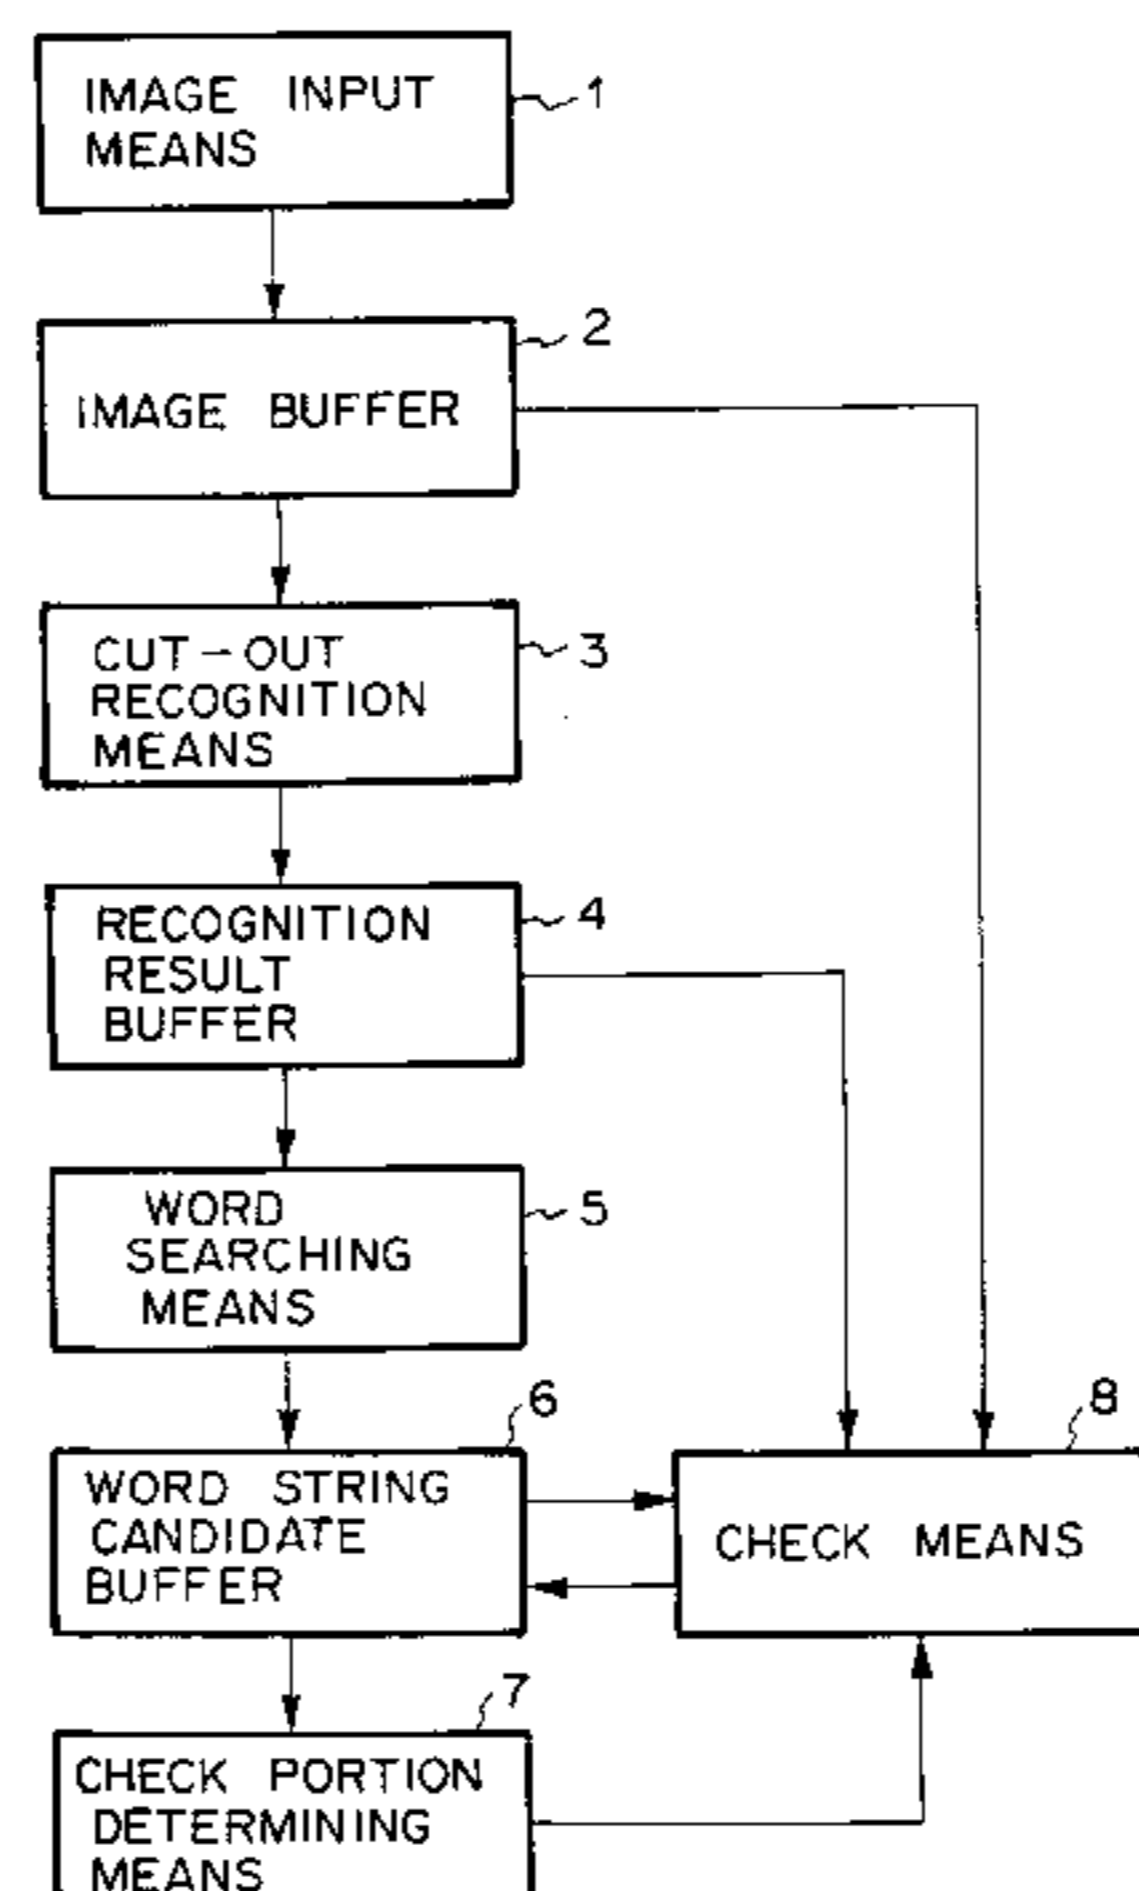 IMAGE INPUT
MEANS
1
2
IMAGE BUFFER
3
CUT-OUT
RECOGNITION
MEANS
4
RECOGNITION
RESULT
BUFFER
5
WORD
SEARCHING
MEANS
6
WORD STRING
CANDIDATE
BUFFER
8
CHECK MEANS
7
CHECK PORTION
DETERMINING
MEANS